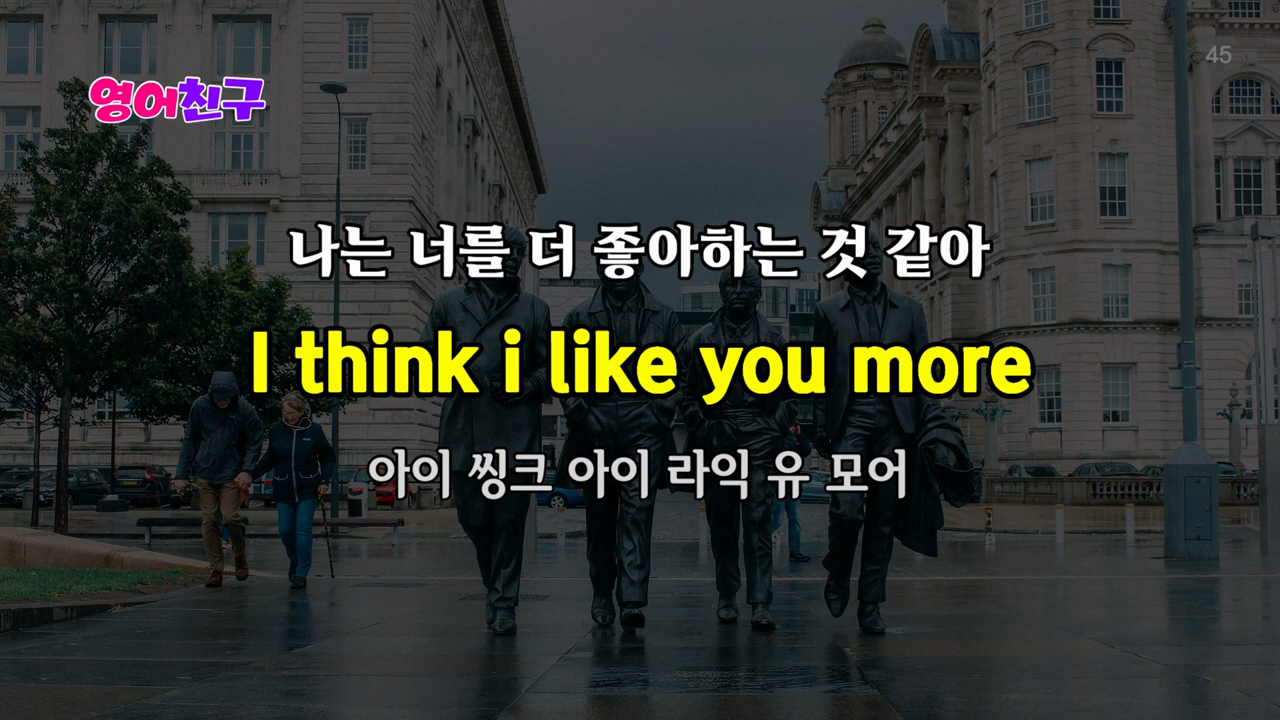 45
영어친구
나는 너를 더 좋아하는 것 같아
I think i like you more
아이 씽크 아이 라익 유 모어